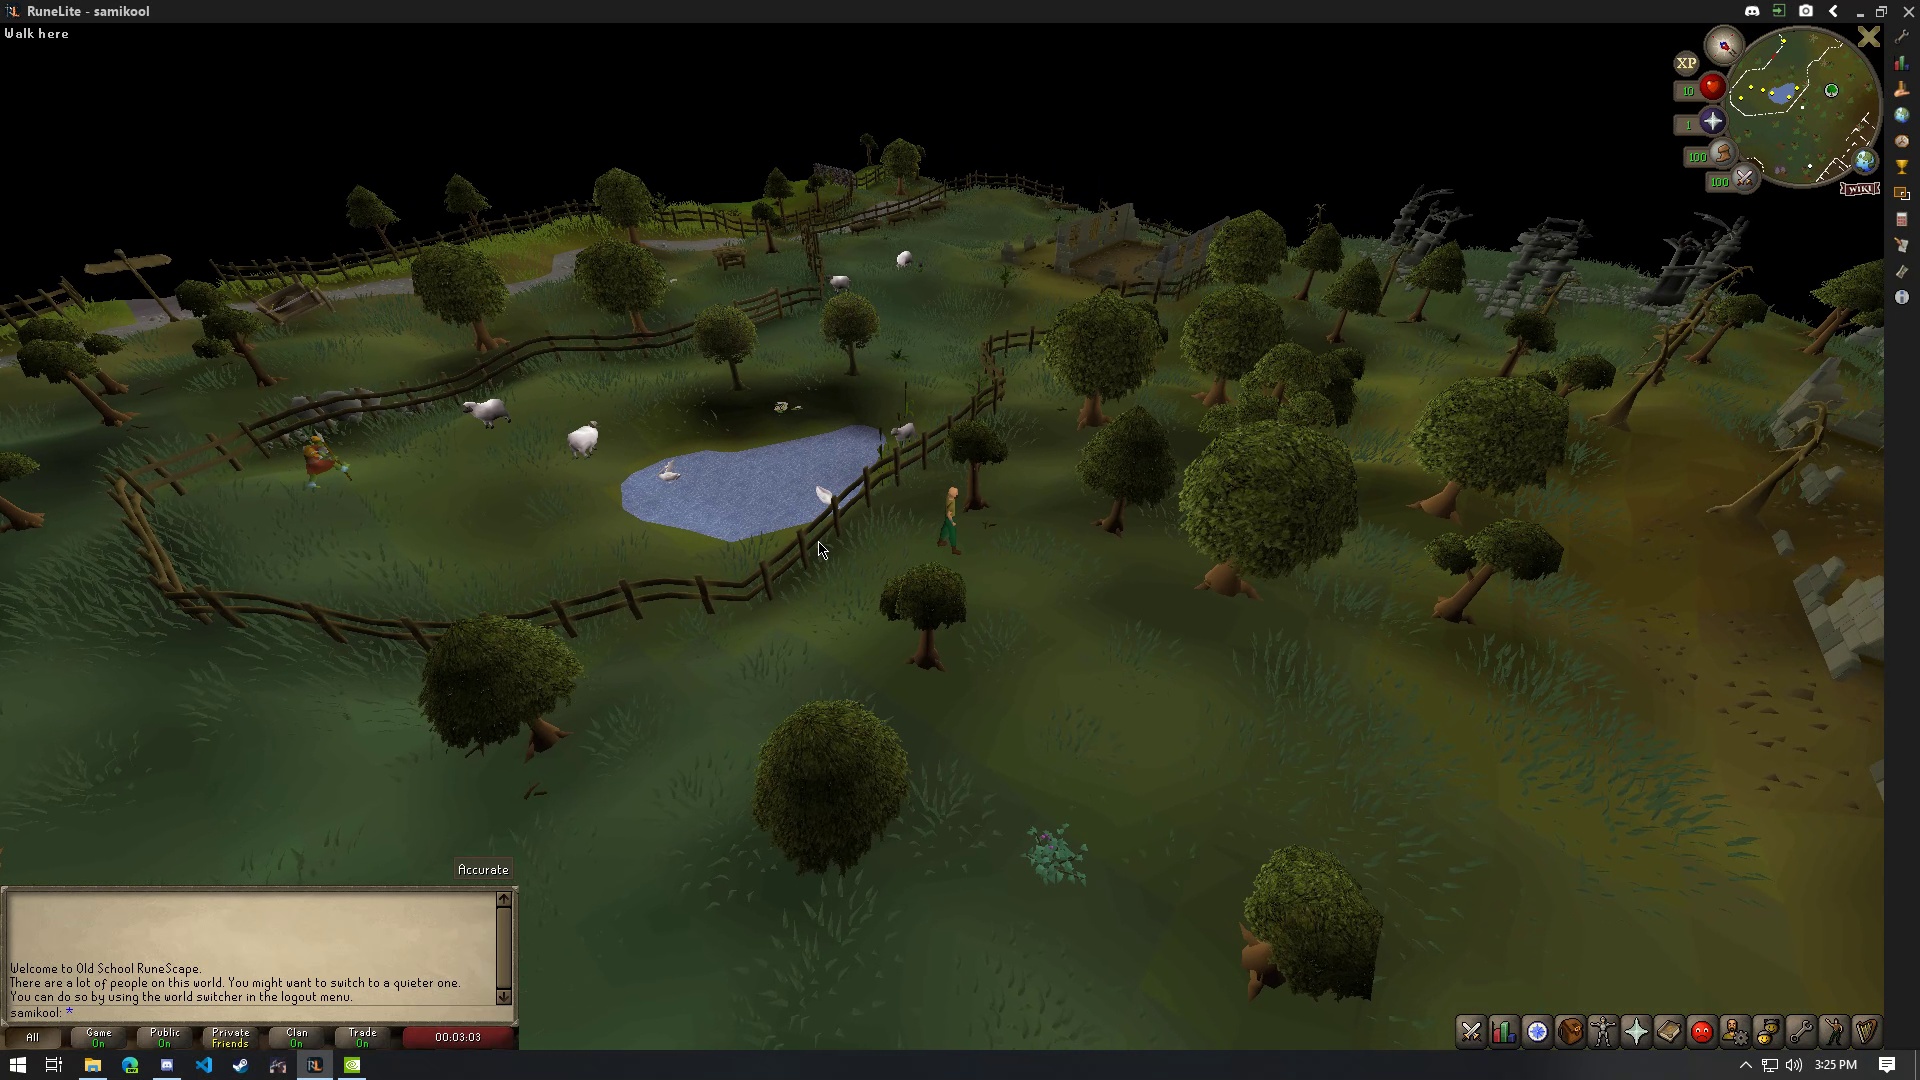 RuneLite - samikool
Walk here
XP
10
1
100
100
WIKI
Accurate
Welcome to Old School RuneScape.
There are a lot of people on this world. You might want to switch to a quieter one.
You can do so by using the world switcher in the logout menu.
samikool: *
All
Game
On
Public
On
Private
Friends
Clan
On
Trade
On
00:03:03
3:25 PM